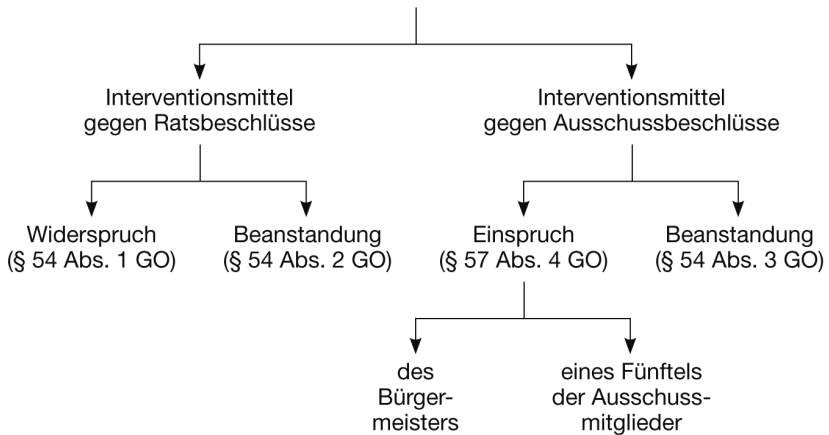 Interventionsmittel
gegen Ratsbeschlüsse
Interventionsmittel
gegen Ausschussbeschlüsse
Widerspruch
(§ 54 Abs. 1 GO)
Beanstandung
(§ 54 Abs. 2 GO)
Einspruch
(§ 57 Abs. 4 GO)
Beanstandung
(§ 54 Abs. 3 GO)
des
Bürger-
meisters
eines Fünftels
der Ausschuss-
mitglieder